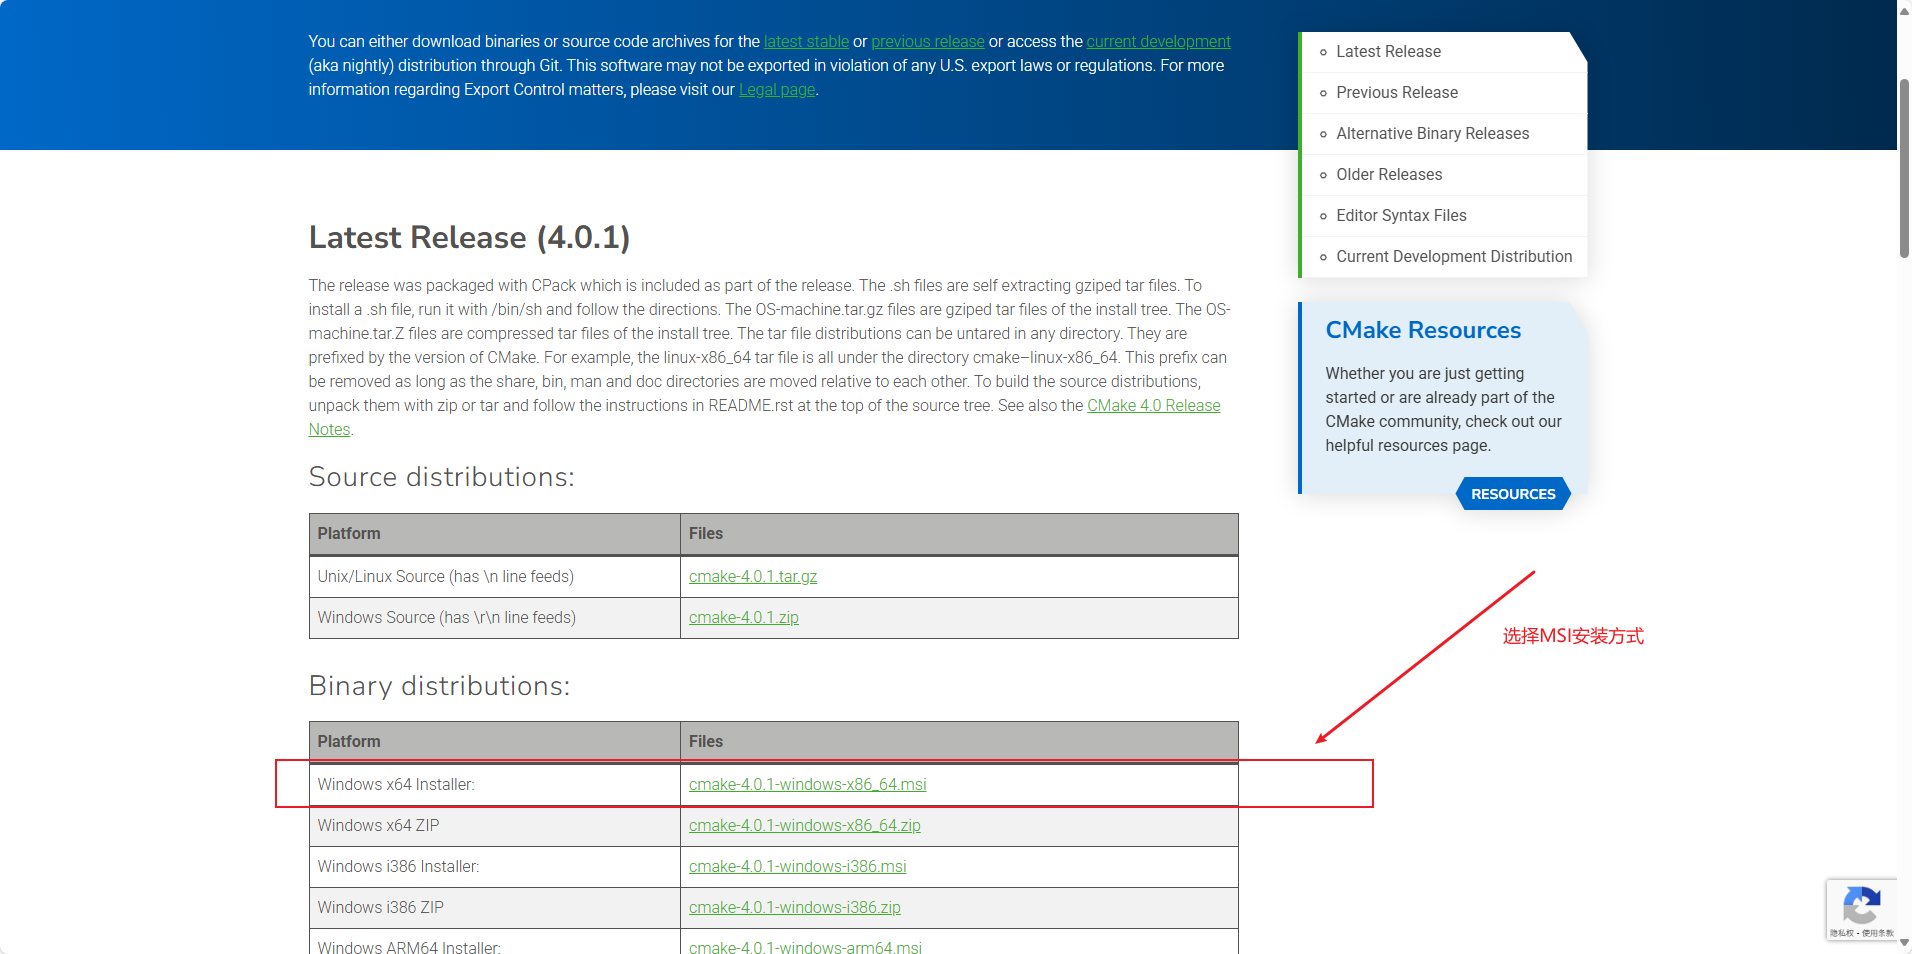 You can either download binaries or source code archives for the latest stable or previous release or access the current development
(aka nightly) distribution through Git. This software may not be exported in violation of any U.S. export laws or regulations. For more
information regarding Export Control matters, please visit our Legal page.
Latest Release
Previous Release
Alternative Binary Releases
Older Releases
Editor Syntax Files
Current Development Distribution
Latest Release (4.0.1)
The release was packaged with CPack which is included as part of the release. The .sh files are self extracting gziped tar files. To
install a .sh file, run it with /bin/sh and follow the directions. The OS-machine.tar.gz files are gziped tar files of the install tree. The OS-
machine.tar.Z files are compressed tar files of the install tree. The tar file distributions can be untared in any directory. They are
prefixed by the version of CMake. For example, the linux-x86_64 tar file is all under the directory cmake–linux-x86_64. This prefix can
be removed as long as the share, bin, man and doc directories are moved relative to each other. To build the source distributions,
unpack them with zip or tar and follow the instructions in README.rst at the top of the source tree. See also the CMake 4.0 Release
Notes.
CMake Resources
Whether you are just getting
started or are already part of the
CMake community, check out our
helpful resources page.
RESOURCES
Source distributions:
Platform Files
Unix/Linux Source (has \n line feeds) cmake-4.0.1.tar.gz
Windows Source (has \r\n line feeds) cmake-4.0.1.zip
选择MSI安装方式
Binary distributions:
Platform Files
Windows x64 Installer: cmake-4.0.1-windows-x86_64.msi
Windows x64 ZIP cmake-4.0.1-windows-x86_64.zip
Windows i386 Installer: cmake-4.0.1-windows-i386.msi
Windows i386 ZIP cmake-4.0.1-windows-i386.zip
Windows ARM64 Installer: cmake-4.0.1-windows-arm64.msi
隐私权 - 使用条款